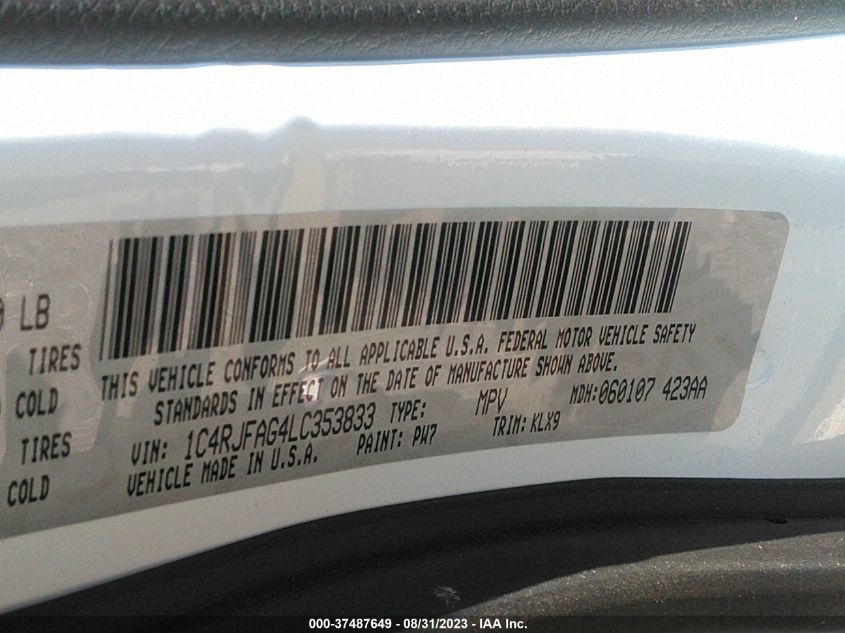 LB
TIRES
COLD
TIRES
COLD
THIS VEHICLE CONFORMS TO ALL APPLICABLE U.S.A. FEDERAL MOTOR VEHICLE SAFETY
STANDARDS IN EFFECT ON THE DATE OF MANUFACTURE SHOWN ABOVE.
VIN: 1C4RJFAG4LC353833 TYPE: MPV MDH:060107 423AA
VEHICLE MADE IN U.S.A. PAINT: PW7 TRIM: KLX9
000-37487649 - 08/31/2023 - IAA Inc.